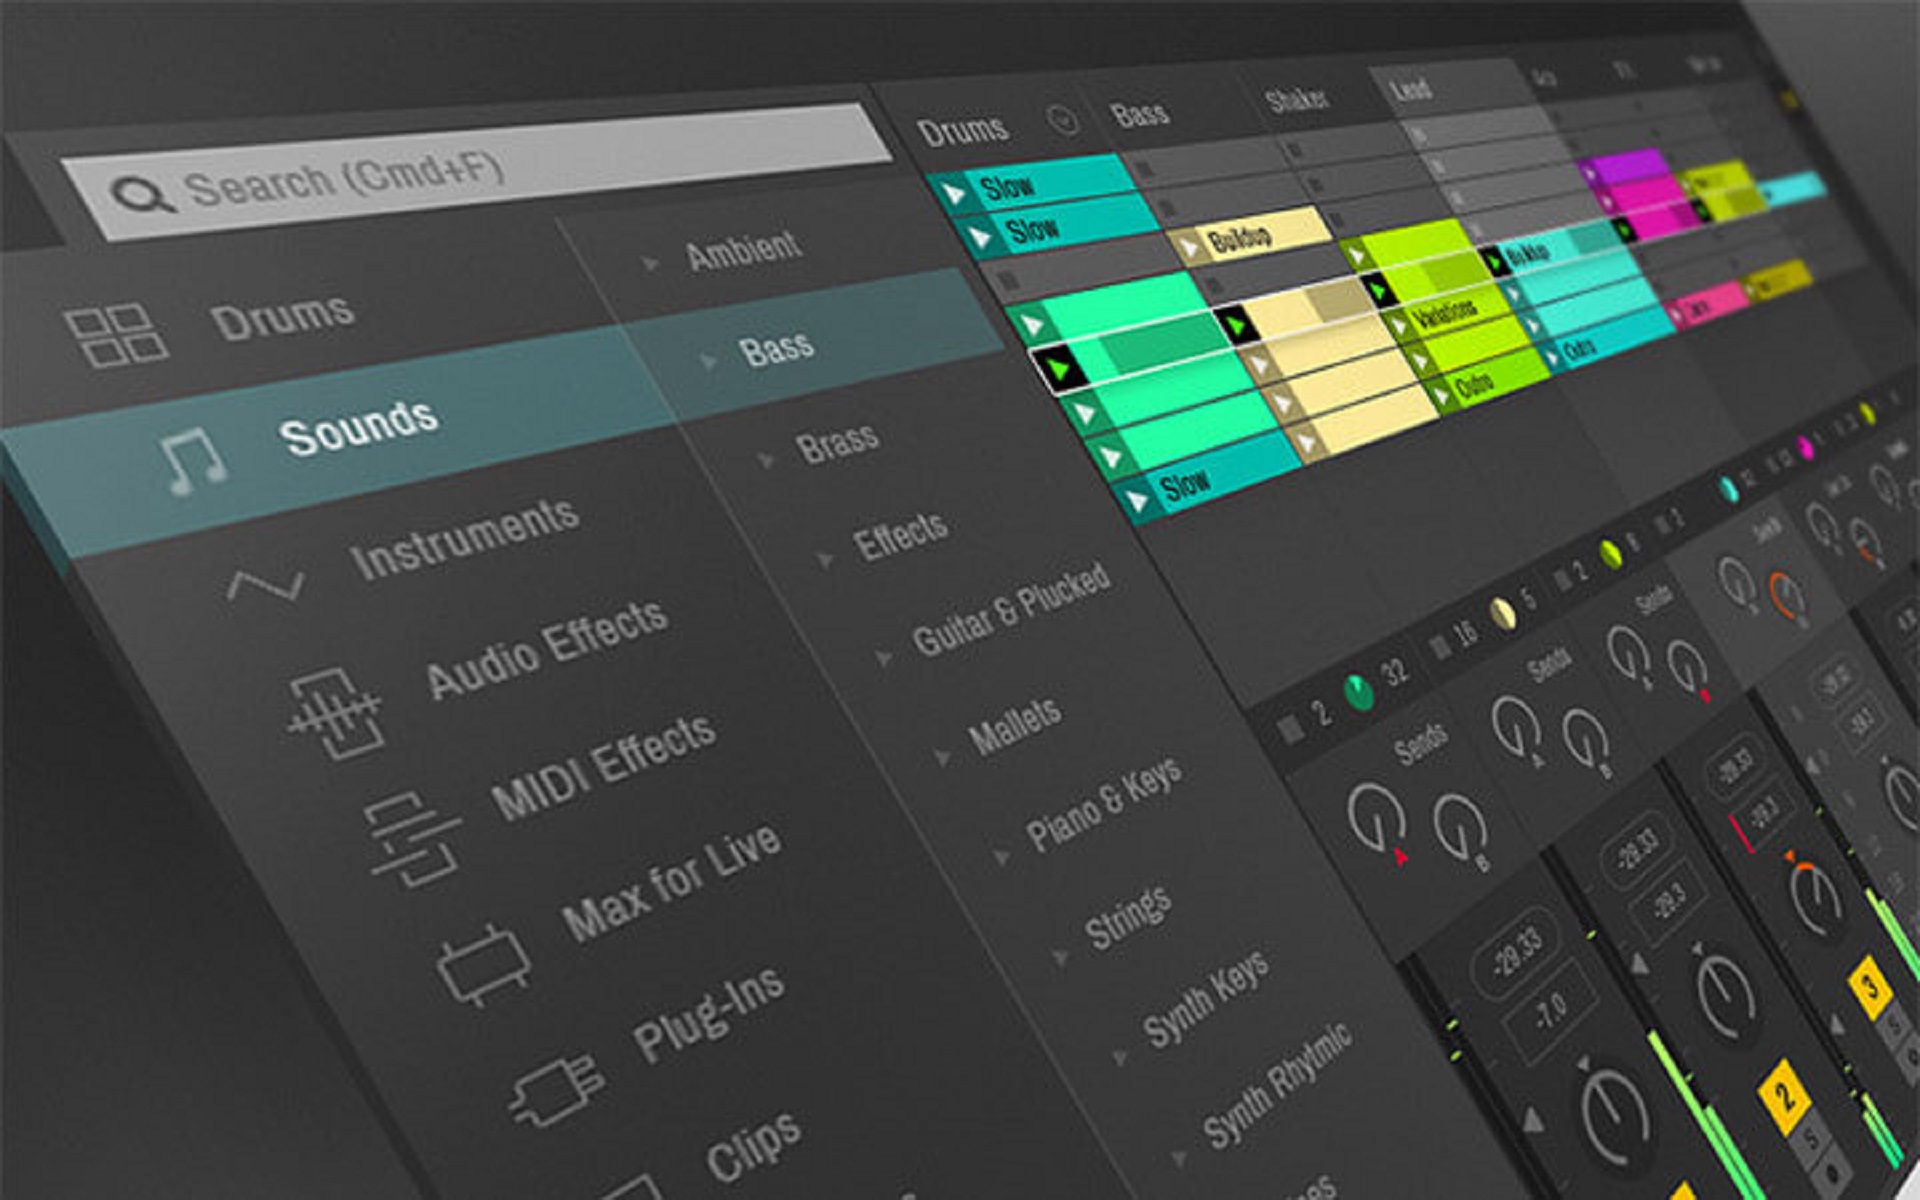 Search (Cmd+F)
Drums
Sounds
Instruments
Audio Effects
MIDI Effects
Max for Live
Plug-Ins
Clips
Ambient
Bass
Brass
Effects
Guitar & Plucked
Mallets
Piano & Keys
Strings
Synth Keys
Synth Rhytmic
Drums
Bass
Shaker
Lead
Slow
Slow
Buildup
Buildup
Variations
Outro
Outro
Slow
2 32
16 5
2 8
2
Sends
Sends
Sends
A B
A B
-29.33
-29.33
-29.33
-7.0
-29.3
-29.3
2
3
S
S